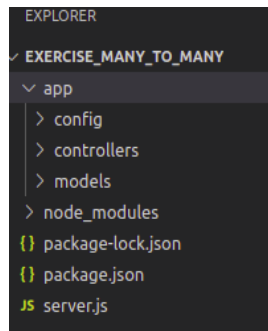 EXPLORER
EXERCISE_MANY_TO_MANY
app
config
controllers
models
node_modules
{} package-lock.json
{} package.json
JS server.js